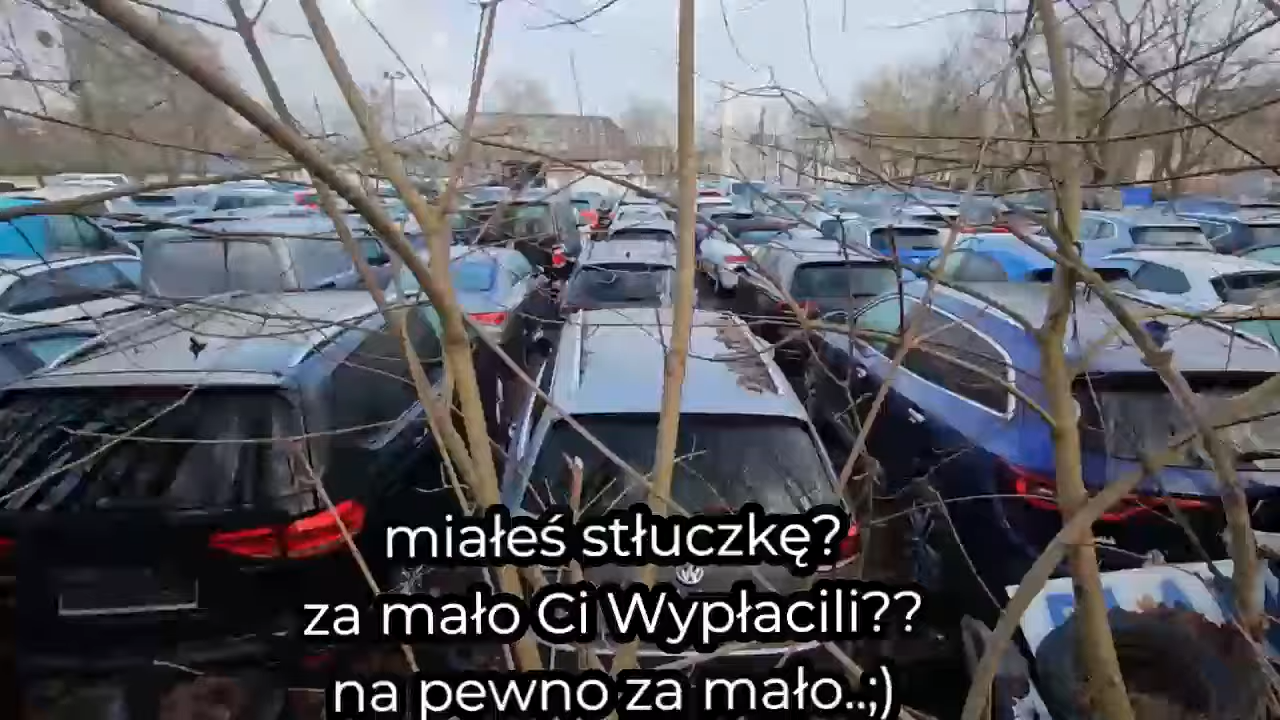 miałeś stłuczkę?
za mało Ci Wypłacili??
na pewno za mało..;)